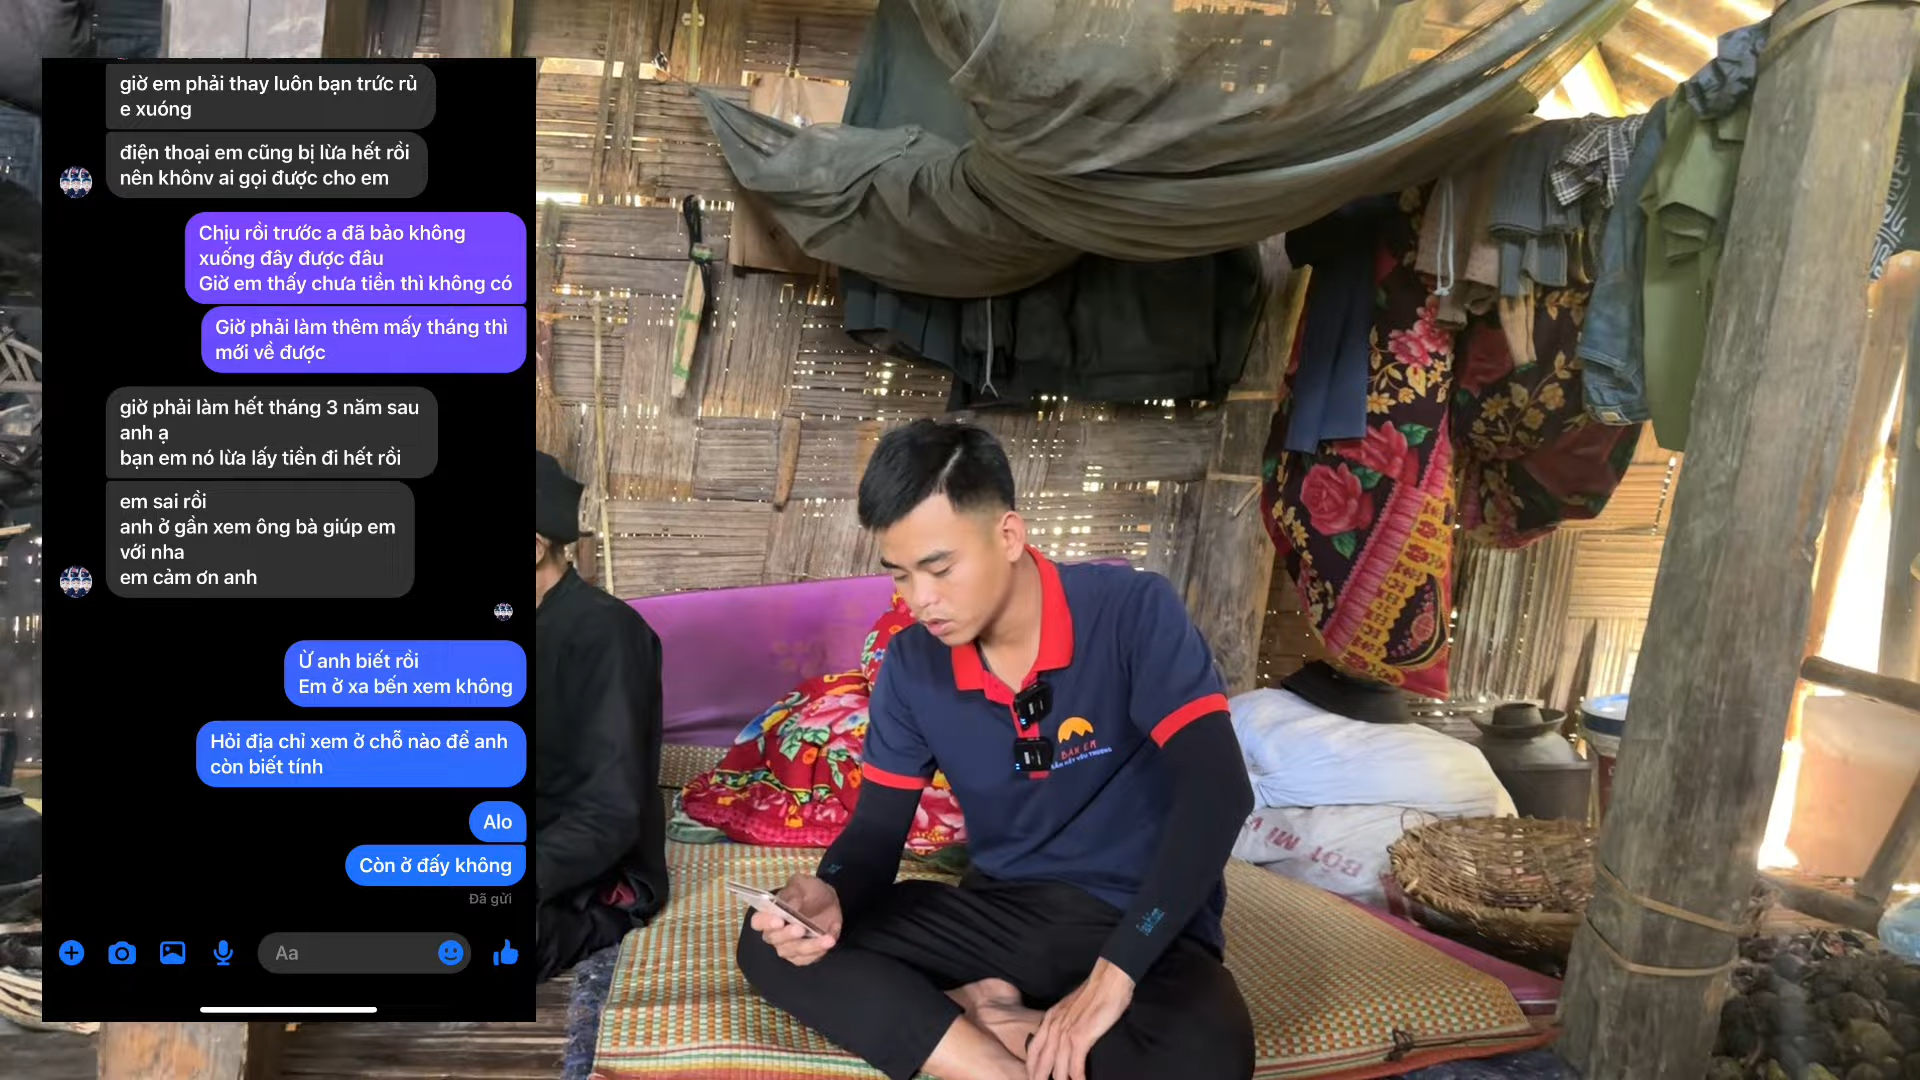 giờ em phải thay luôn bạn trức rủ
e xuóng
điện thoại em cũng bị lừa hết rồi
nên khônv ai gọi được cho em
Chịu rồi trước a đã bảo không
xuống đây được đâu
Giờ em thấy chưa tiền thì không có
Giờ phải làm thêm mấy tháng thì
mới về được
giờ phải làm hết tháng 3 năm sau
anh ạ
bạn em nó lừa lấy tiền đi hết rồi
em sai rồi
anh ở gần xem ông bà giúp em
với nha
em cảm ơn anh
Ừ anh biết rồi
Em ở xa bến xem không
Hỏi địa chỉ xem ở chỗ nào để anh
còn biết tính
Alo
Còn ở đấy không
Đã gửi
Aa
BẢN EM
BỘT MÌ